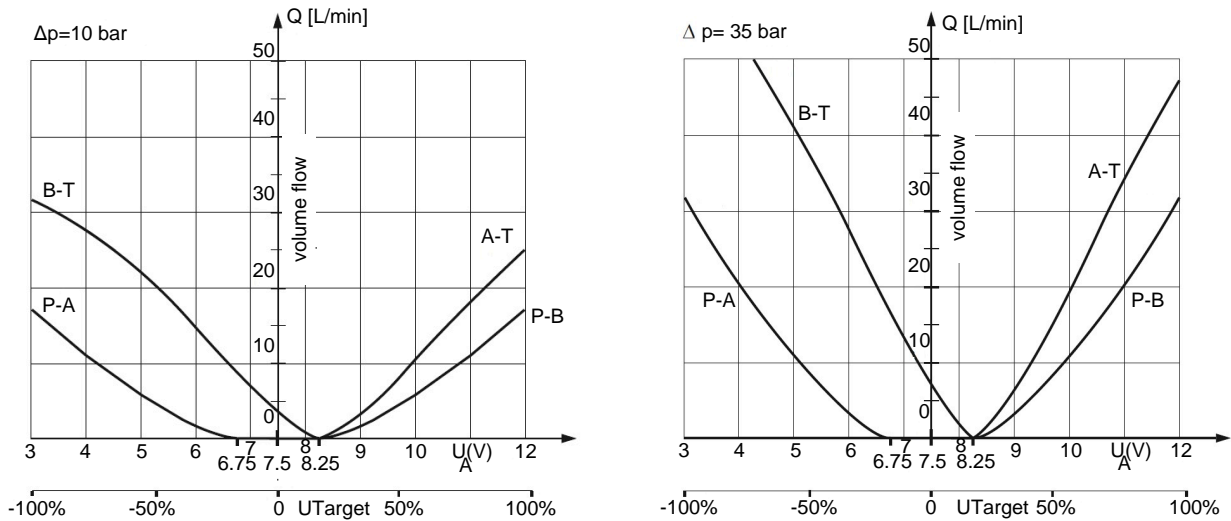 Q [L/min]
Δp=10 bar
50
40
volume flow
30
B-T
A-T
20
P-A
P-B
10
0
3 4 5 6 7 8 9 10 U(V) 12
6.75 7.5 8.25 A
-100% -50% 0 UTarget 50% 100%
Q [L/min]
Δ p= 35 bar
50
B-T
40
A-T
volume flow
30
P-A
P-B
20
10
0
3 4 5 6 7 8 9 10 U(V) 12
6.75 7.5 8.25 A
-100% -50% 0 UTarget 50% 100%